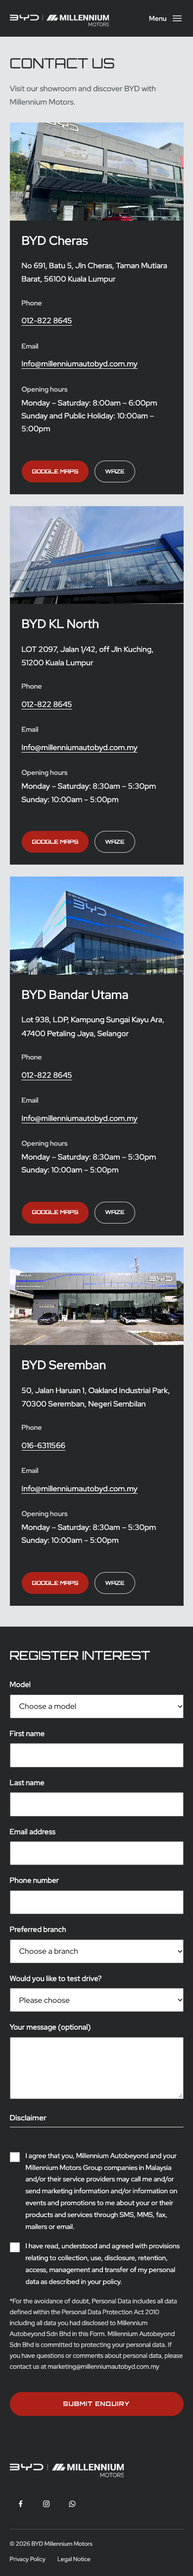 BYD MILLENNIUM
MOTORS
Menu
CONTACT US
Visit our showroom and discover BYD with
Millennium Motors.
BYD Cheras
No 691, Batu 5, Jln Cheras, Taman Mutiara
Barat, 56100 Kuala Lumpur
Phone
012-822 8645
Email
Info@millenniumautobyd.com.my
Opening hours
Monday – Saturday: 8:00am – 6:00pm
Sunday and Public Holiday: 10:00am –
5:00pm
GOOGLE MAPS
WAZE
BYD
BYD KL North
LOT 2097, Jalan 1/42, off Jln Kuching,
51200 Kuala Lumpur
Phone
012-822 8645
Email
Info@millenniumautobyd.com.my
Opening hours
Monday – Saturday: 8:30am – 5:30pm
Sunday: 10:00am – 5:00pm
GOOGLE MAPS
WAZE
BYD
BYD Bandar Utama
Lot 938, LDP, Kampung Sungai Kayu Ara,
47400 Petaling Jaya, Selangor
Phone
012-822 8645
Email
Info@millenniumautobyd.com.my
Opening hours
Monday – Saturday: 8:30am – 5:30pm
Sunday: 10:00am – 5:00pm
GOOGLE MAPS
WAZE
BYD
BYD Seremban
50, Jalan Haruan 1, Oakland Industrial Park,
70300 Seremban, Negeri Sembilan
Phone
016-6311566
Email
Info@millenniumautobyd.com.my
Opening hours
Monday – Saturday: 8:30am – 5:30pm
Sunday: 10:00am – 5:00pm
GOOGLE MAPS
WAZE
REGISTER INTEREST
Model
Choose a model
First name
Last name
Email address
Phone number
Preferred branch
Choose a branch
Would you like to test drive?
Please choose
Your message (optional)
Disclaimer
I agree that you, Millennium Autobeyond and your
Millennium Motors Group companies in Malaysia
and/or their service providers may call me and/or
send marketing information and/or information on
events and promotions to me about your or their
products and services through SMS, MMS, fax,
mailers or email.
I have read, understood and agreed with provisions
relating to collection, use, disclosure, retention,
access, management and transfer of my personal
data as described in your policy.
*For the avoidance of doubt, Personal Data includes all data
defined within the Personal Data Protection Act 2010
including all data you had disclosed to Millennium
Autobeyond Sdn Bhd in this Form. Millennium Autobeyond
Sdn Bhd is committed to protecting your personal data. If
you have questions or comments about personal data, please
contact us at marketing@millenniumautobyd.com.my
SUBMIT ENQUIRY
BYD MILLENNIUM
MOTORS
© 2026 BYD Millennium Motors
Privacy Policy
Legal Notice